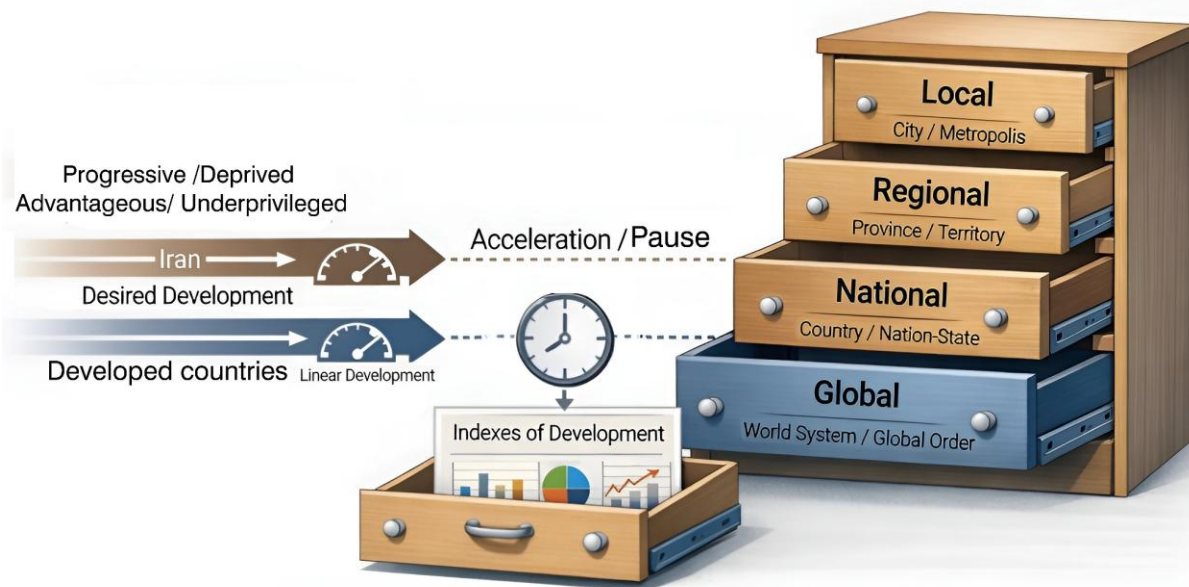 Progressive /Deprived
Advantageous/ Underprivileged
Iran
Desired Development
Developed countries
Linear Development
Acceleration / Pause
Indexes of Development
Local
City / Metropolis
Regional
Province / Territory
National
Country / Nation-State
Global
World System / Global Order